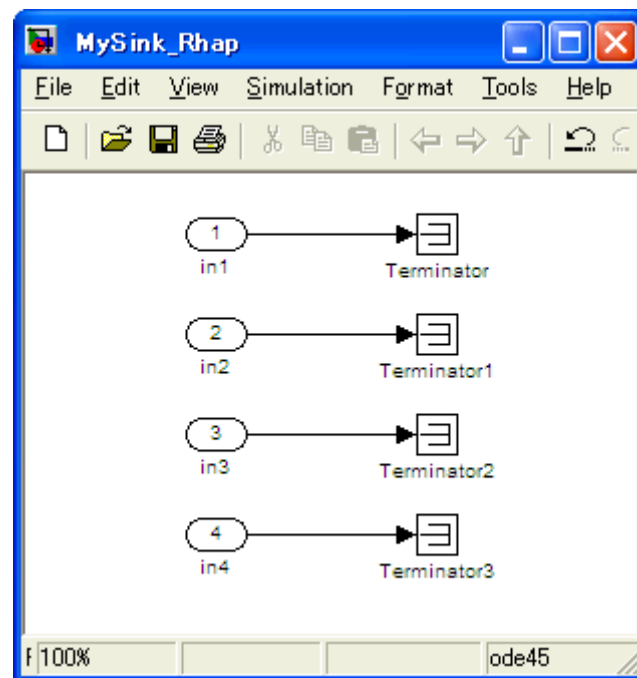 MySink_Rhap
File Edit View Simulation Format Tools Help
1
in1
Terminator
2
in2
Terminator1
3
in3
Terminator2
4
in4
Terminator3
100%
ode45